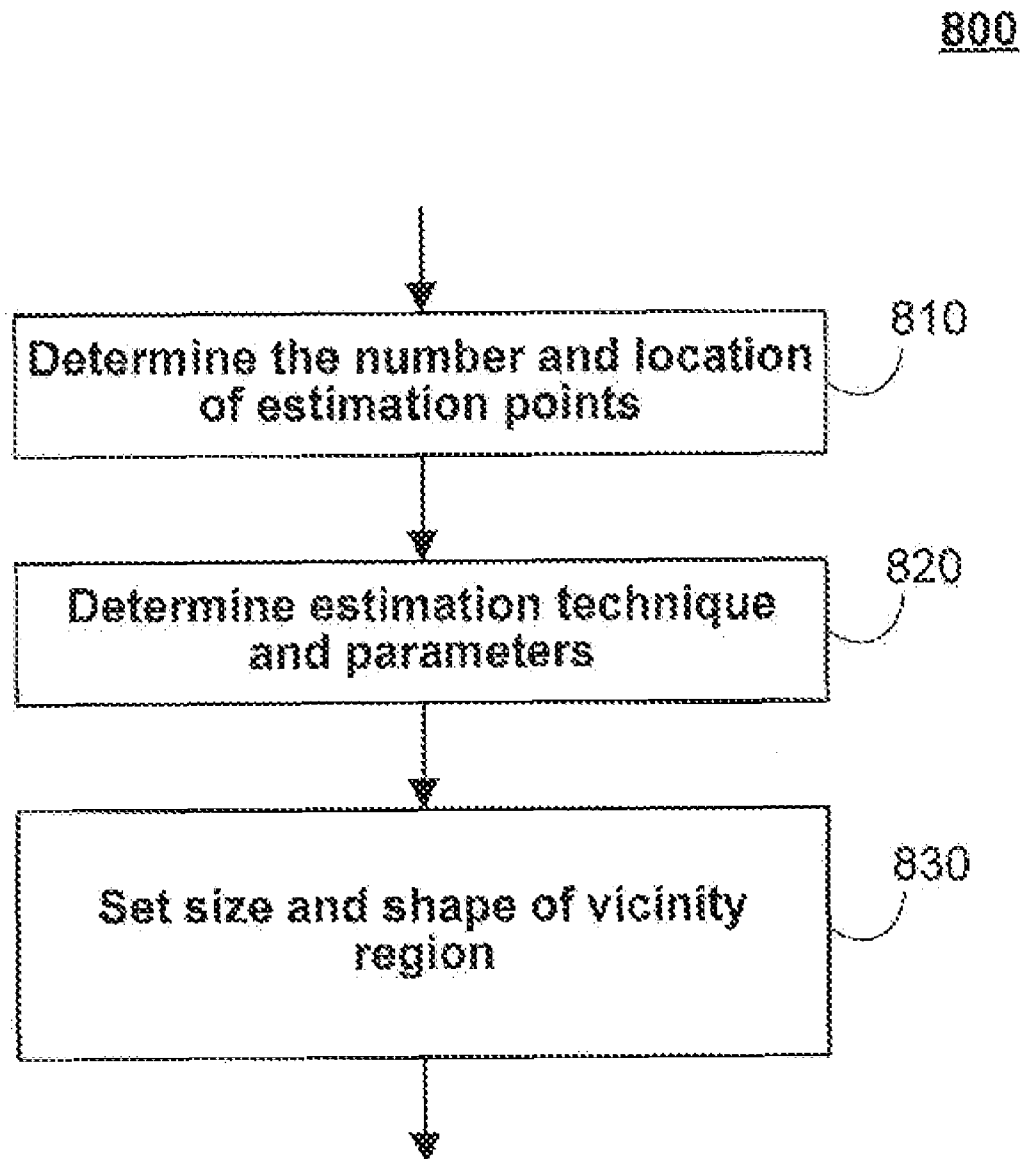 800
810
Determine the number and location
of estimation points
820
Determine estimation technique
and parameters
830
Set size and shape of vicinity
region